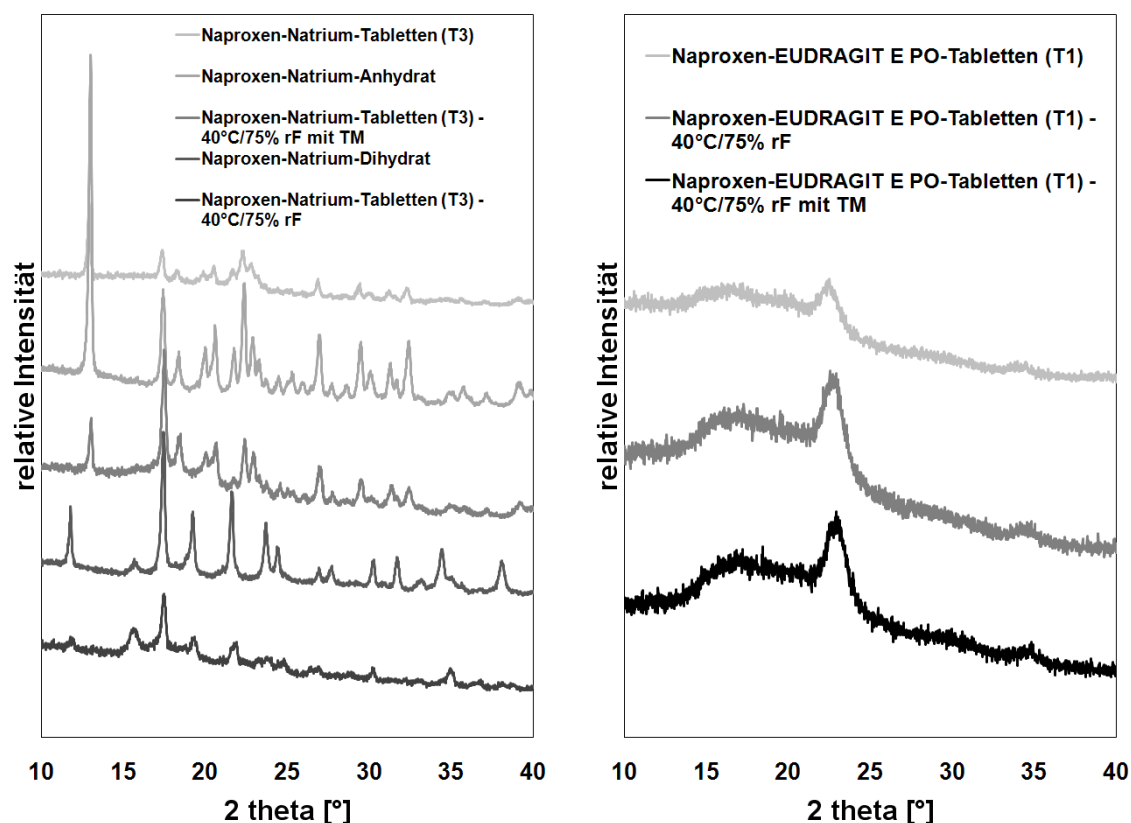 Naproxen-Natrium-Tabletten (T3)
Naproxen-Natrium-Anhydrat
Naproxen-Natrium-Tabletten (T3) -
40°C/75% rF mit TM
Naproxen-Natrium-Dihydrat
Naproxen-Natrium-Tabletten (T3) -
40°C/75% rF
relative Intensität
10 15 20 25 30 35 40
2 theta [°]
Naproxen-EUDRAGIT E PO-Tabletten (T1)
Naproxen-EUDRAGIT E PO-Tabletten (T1) -
40°C/75% rF
Naproxen-EUDRAGIT E PO-Tabletten (T1) -
40°C/75% rF mit TM
relative Intensität
10 15 20 25 30 35 40
2 theta [°]